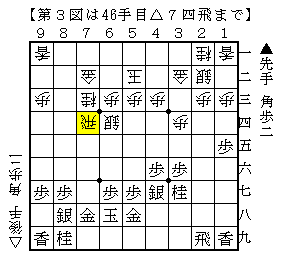 【第３図は46手目△７四飛まで】
９ ８ ７ ６ ５ ４ ３ ２ １
香 桂 香 一
金 王 金 銀 二
歩 桂 歩 歩 歩 歩 歩 三
飛 銀 歩 四
歩 五
歩 歩 六
歩 歩 歩 歩 銀 桂 七
銀 金 玉 金 八
香 桂 飛 香 九
▲先手 角歩二
△後手 角歩二